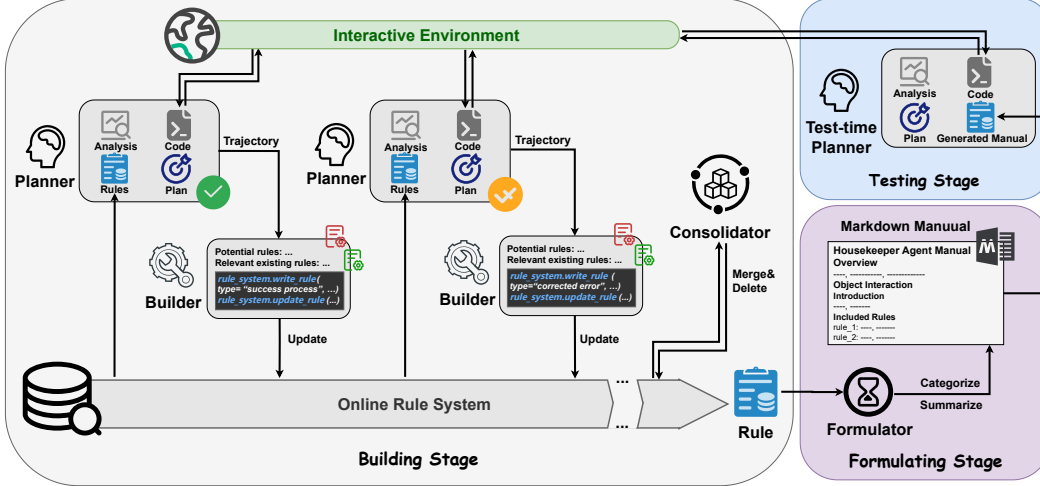 Interactive Environment
Planner
Analysis
Code
Rules
Plan
Trajectory
Builder
Potential rules: ...
Relevant existing rules: ...
rule_system.write_rule(
type= "success process", ...)
rule_system.update_rule(...)
Update
Planner
Analysis
Code
Rules
Plan
Trajectory
Builder
Potential rules: ...
Relevant existing rules: ...
rule_system.write_rule (
type="corrected error", ...)
rule_system.update_rule (...)
Update
Consolidator
Merge&
Delete
Online Rule System
...
...
Rule
Building Stage
Test-time
Planner
Analysis
Code
Plan
Generated Manual
Testing Stage
Markdown Manuual
M
Housekeeper Agent Manual
Overview
----, -----------, --------------
Object Interaction
Introduction
----, -------
Included Rules
rule_1: ----, -------
rule_2: ----, -------
Formulator
Categorize
Summarize
Formulating Stage